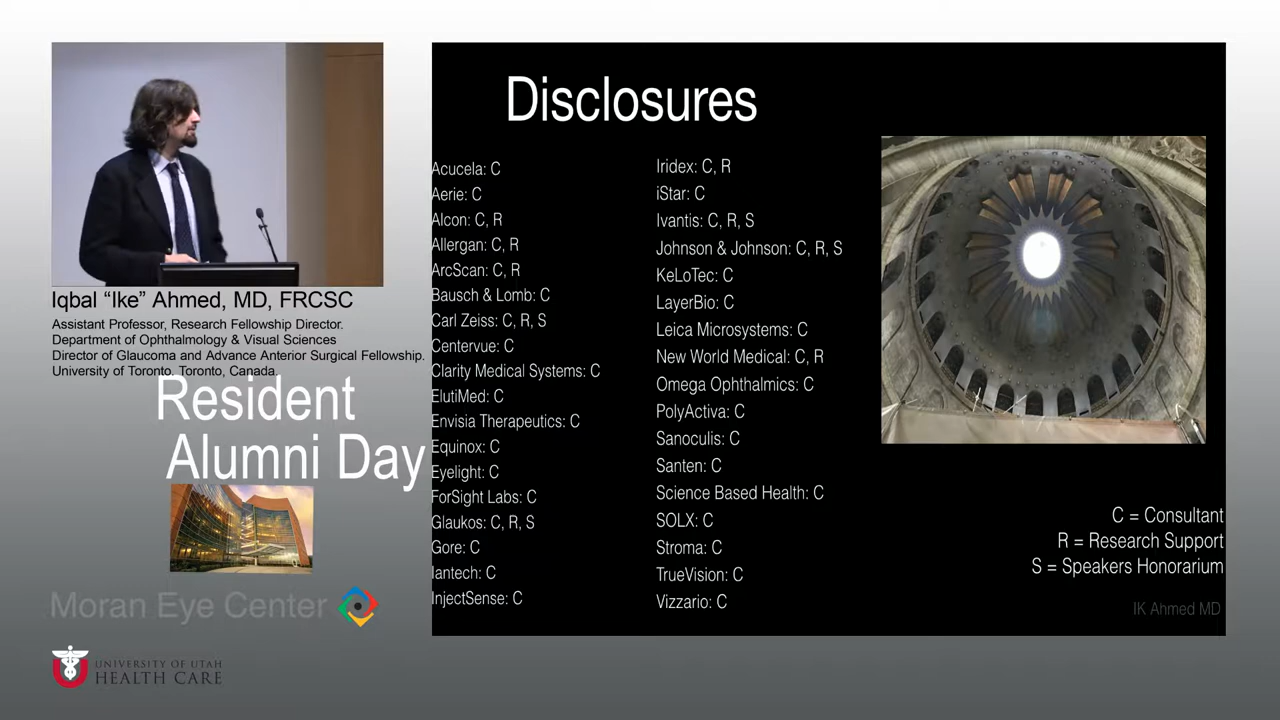 Iqbal “Ike” Ahmed, MD, FRCSC
Assistant Professor, Research Fellowship Director.
Department of Ophthalmology & Visual Sciences
Director of Glaucoma and Advance Anterior Surgical Fellowship.
University of Toronto, Toronto, Canada.
Resident
Alumni Day
Moran Eye Center
UNIVERSITY OF UTAH
HEALTH CARE
Disclosures
Acucela: C
Aerie: C
Alcon: C, R
Allergan: C, R
ArcScan: C, R
Bausch & Lomb: C
Carl Zeiss: C, R, S
Centervue: C
Clarity Medical Systems: C
ElutiMed: C
Envisia Therapeutics: C
Equinox: C
Eyelight: C
ForSight Labs: C
Glaukos: C, R, S
Gore: C
Iantech: C
InjectSense: C
Iridex: C, R
iStar: C
Ivantis: C, R, S
Johnson & Johnson: C, R, S
KeLoTec: C
LayerBio: C
Leica Microsystems: C
New World Medical: C, R
Omega Ophthalmics: C
PolyActiva: C
Sanoculis: C
Santen: C
Science Based Health: C
SOLX: C
Stroma: C
TrueVision: C
Vizzario: C
C = Consultant
R = Research Support
S = Speakers Honorarium
IK Ahmed MD